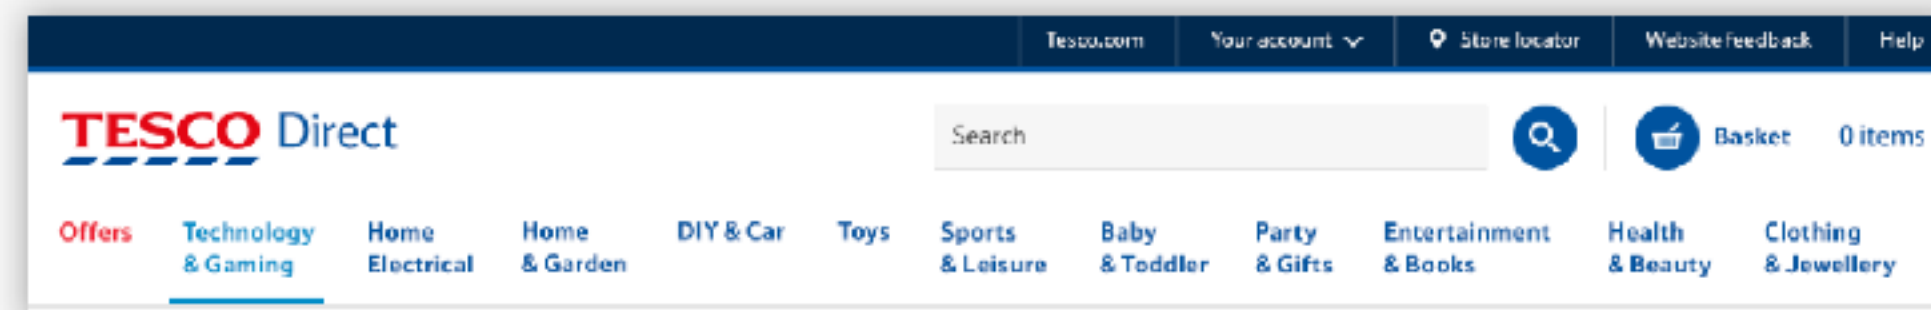 Tesco.com Your account Store locator Website feedback Help
TESCO Direct Search Basket 0 items
Offers Technology Home Home DIY & Car Toys Sports Baby Party Entertainment Health Clothing
& Gaming Electrical & Garden & Leisure & Toddler & Gifts & Books & Beauty & Jewellery